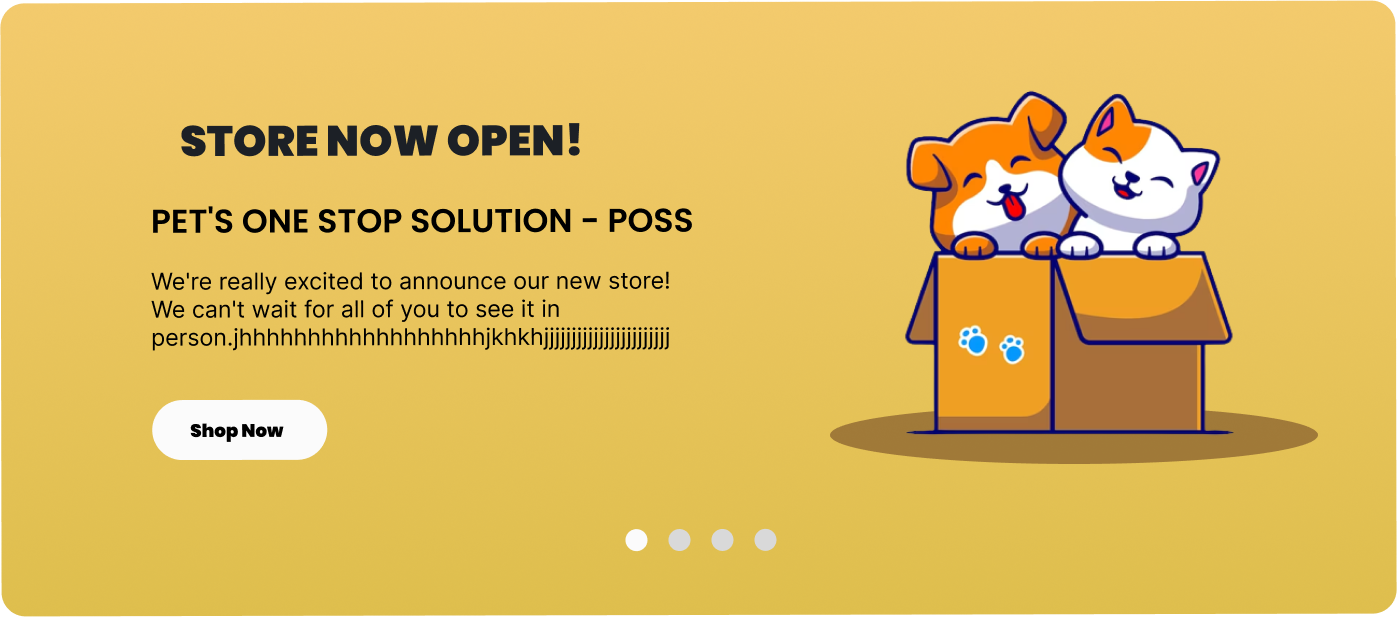 STORE NOW OPEN!
PET'S ONE STOP SOLUTION - POSS
We're really excited to announce our new store!
We can't wait for all of you to see it in
person.jhhhhhhhhhhhhhhhhhhjkhkhjjjjjjjjjjjjjjjjjjjjjjj
Shop Now